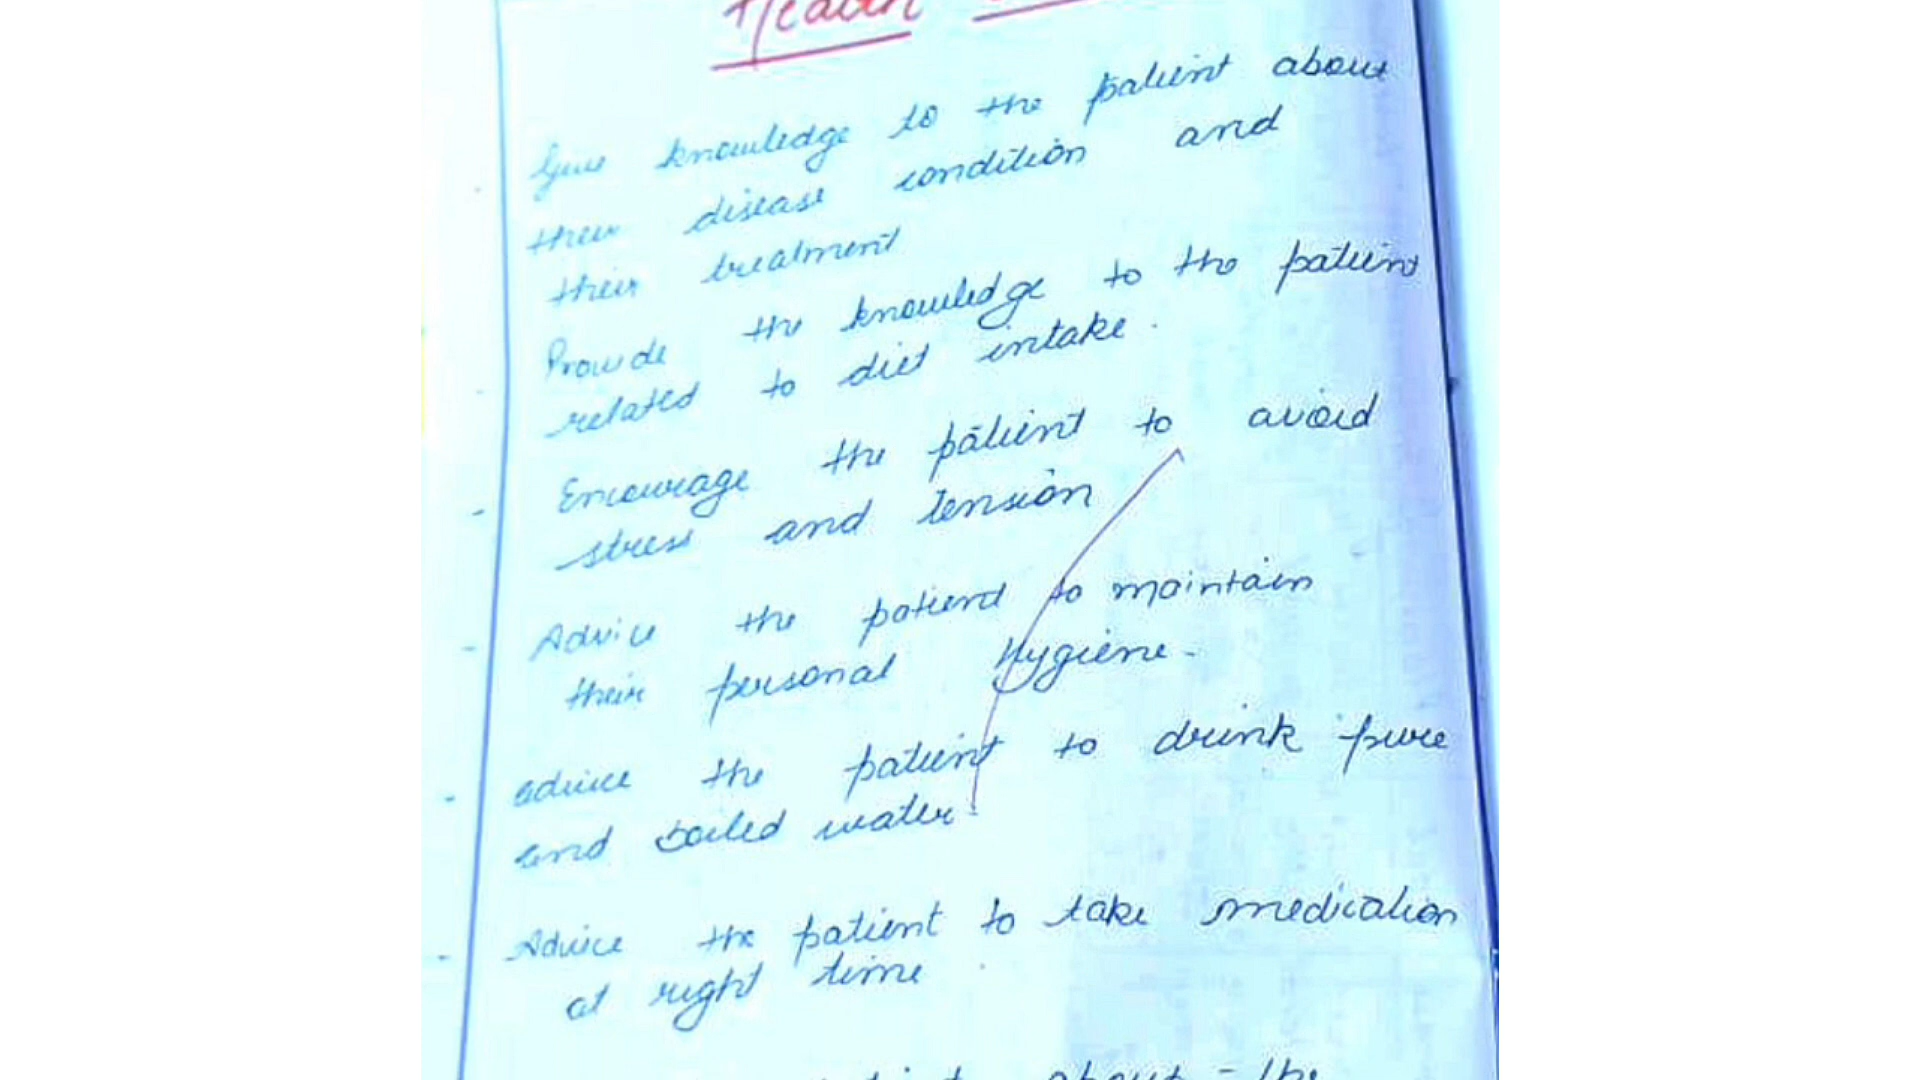 Health
Give knowledge to the patient about
their disease condition and
their treatment
Provide the knowledge to the patient
related to diet intake.
- Encourage the patient to avoid
stress and tension
- Advice the patient to maintain
their personal Hygiene-
- advice the patient to drink pure
and boiled water.
- Advice the patient to take medication
at right time.
about - the